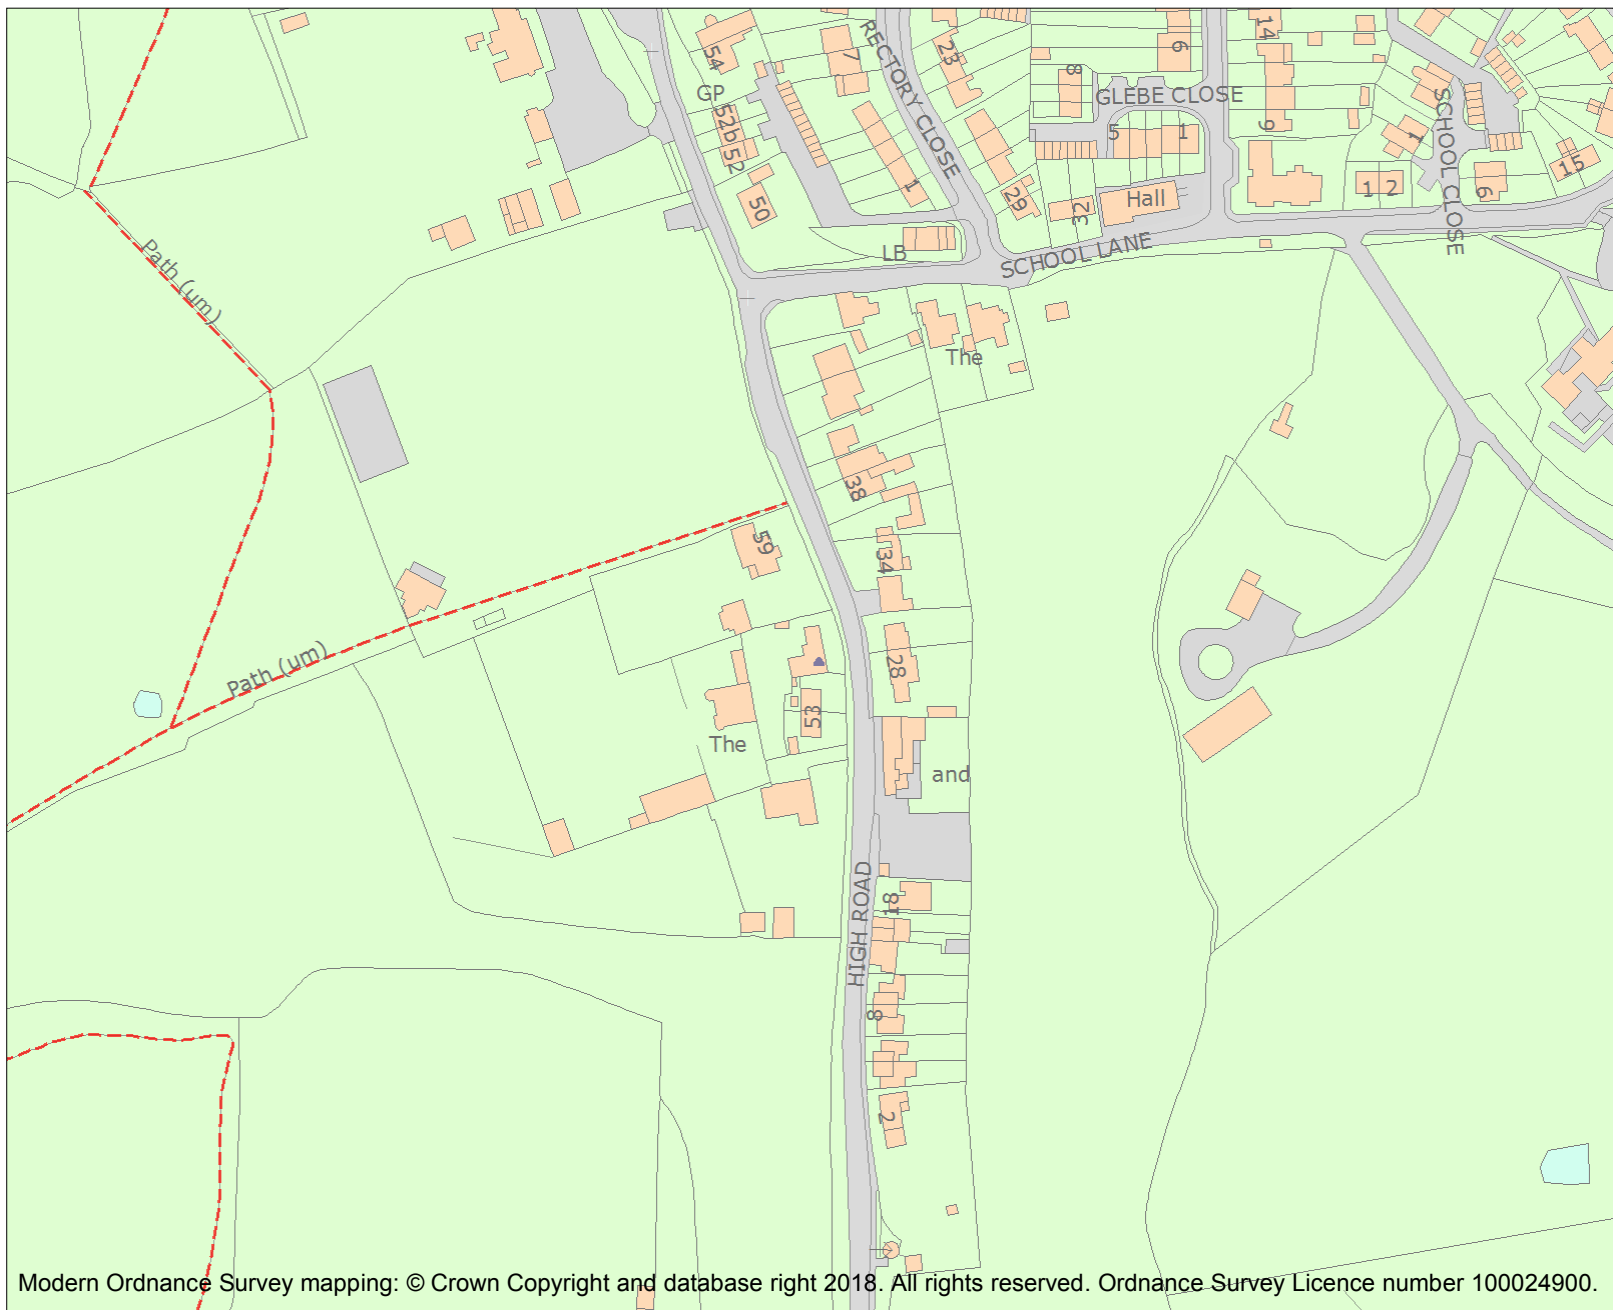 54
7
RECTORY CLOSE
23
8
6
14
GP
GLEBE CLOSE
52b
52
5
1
9
SCHOOL CLOSE
1
15
50
1
29
32
Hall
1
2
6
LB
SCHOOL LANE
Path (um)
The
38
59
34
Path (um)
28
53
The
and
18
HIGH ROAD
8
2
Modern Ordnance Survey mapping: © Crown Copyright and database right 2018. All rights reserved. Ordnance Survey Licence number 100024900.